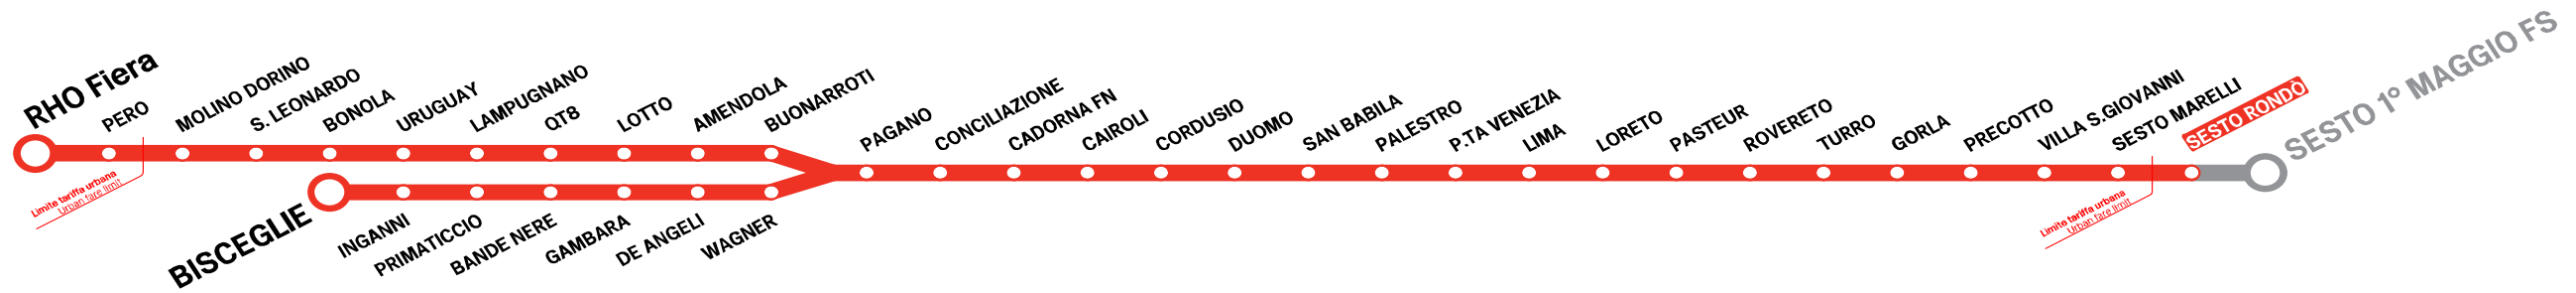 RHO Fiera
PERO
MOLINO DORINO
S. LEONARDO
BONOLA
URUGUAY
LAMPUGNANO
QT8
LOTTO
AMENDOLA
BUONARROTI
PAGANO
CONCILIAZIONE
CADORNA FN
CAIROLI
CORDUSIO
DUOMO
SAN BABILA
PALESTRO
P.TA VENEZIA
LIMA
LORETO
PASTEUR
ROVERETO
TURRO
GORLA
PRECOTTO
VILLA S.GIOVANNI
SESTO MARELLI
SESTO RONDÒ
SESTO 1° MAGGIO FS
Limite tariffa urbana
Urban fare limit
BISCEGLIE
INGANNI
PRIMATICCIO
BANDE NERE
GAMBARA
DE ANGELI
WAGNER
Limite tariffa urbana
Urban fare limit